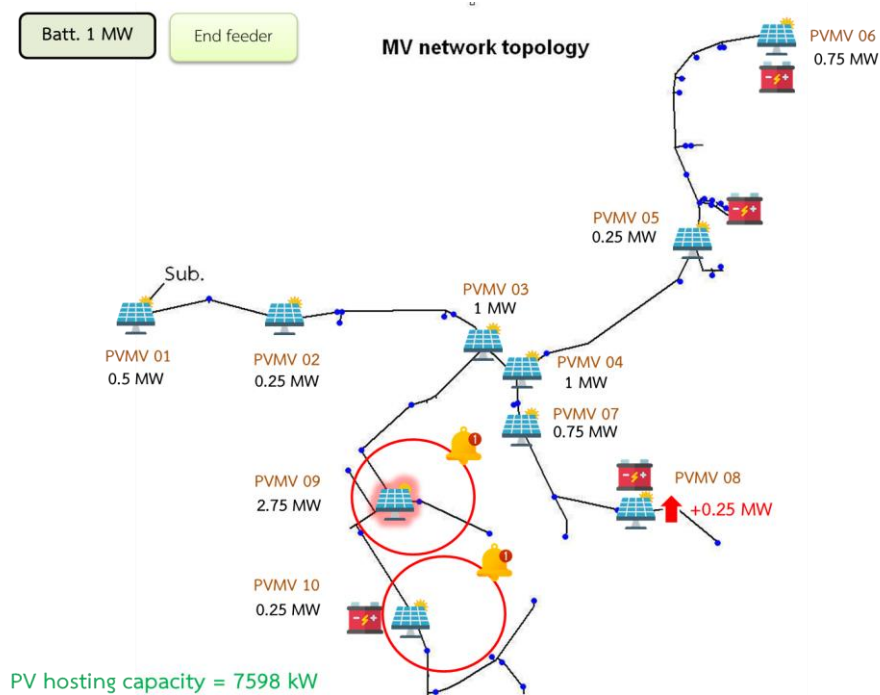 Batt. 1 MW
End feeder
MV network topology
PVMV 06
0.75 MW
PVMV 05
0.25 MW
Sub.
PVMV 03
1 MW
PVMV 01
0.5 MW
PVMV 02
0.25 MW
PVMV 04
1 MW
PVMV 07
0.75 MW
1
PVMV 08
+0.25 MW
PVMV 09
2.75 MW
1
PVMV 10
0.25 MW
PV hosting capacity = 7598 kW